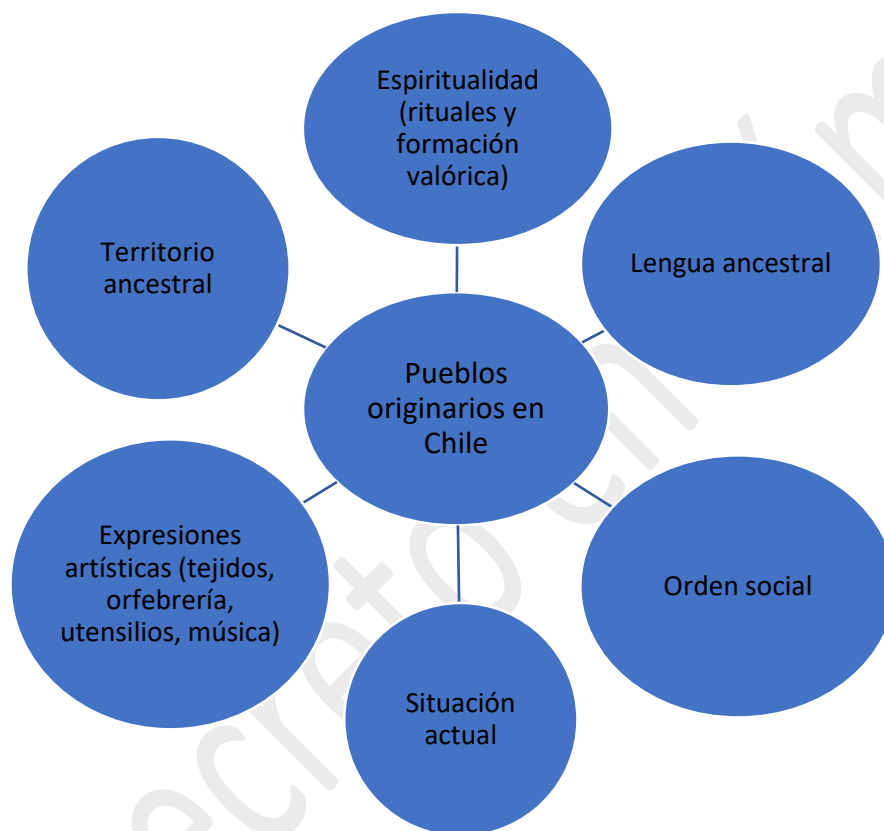 Espiritualidad
(rituales y
formación
valórica)
Territorio
ancestral
Lengua ancestral
Pueblos
originarios en
Chile
Expresiones
artísticas (tejidos,
orfebrería,
utensilios, música)
Orden social
Situación
actual